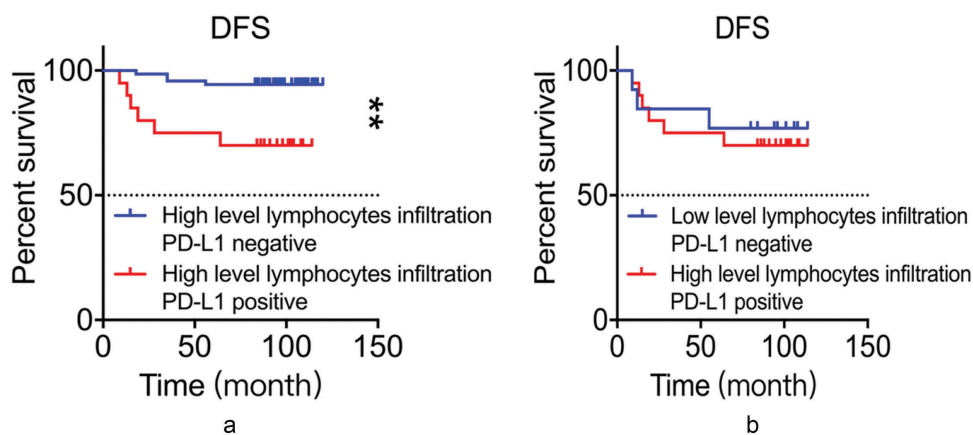 DFS
Percent survival
100
50
0
**
High level lymphocytes infiltration
PD-L1 negative
High level lymphocytes infiltration
PD-L1 positive
0 50 100 150
Time (month)
a
DFS
Percent survival
100
50
0
Low level lymphocytes infiltration
PD-L1 negative
High level lymphocytes infiltration
PD-L1 positive
0 50 100 150
Time (month)
b